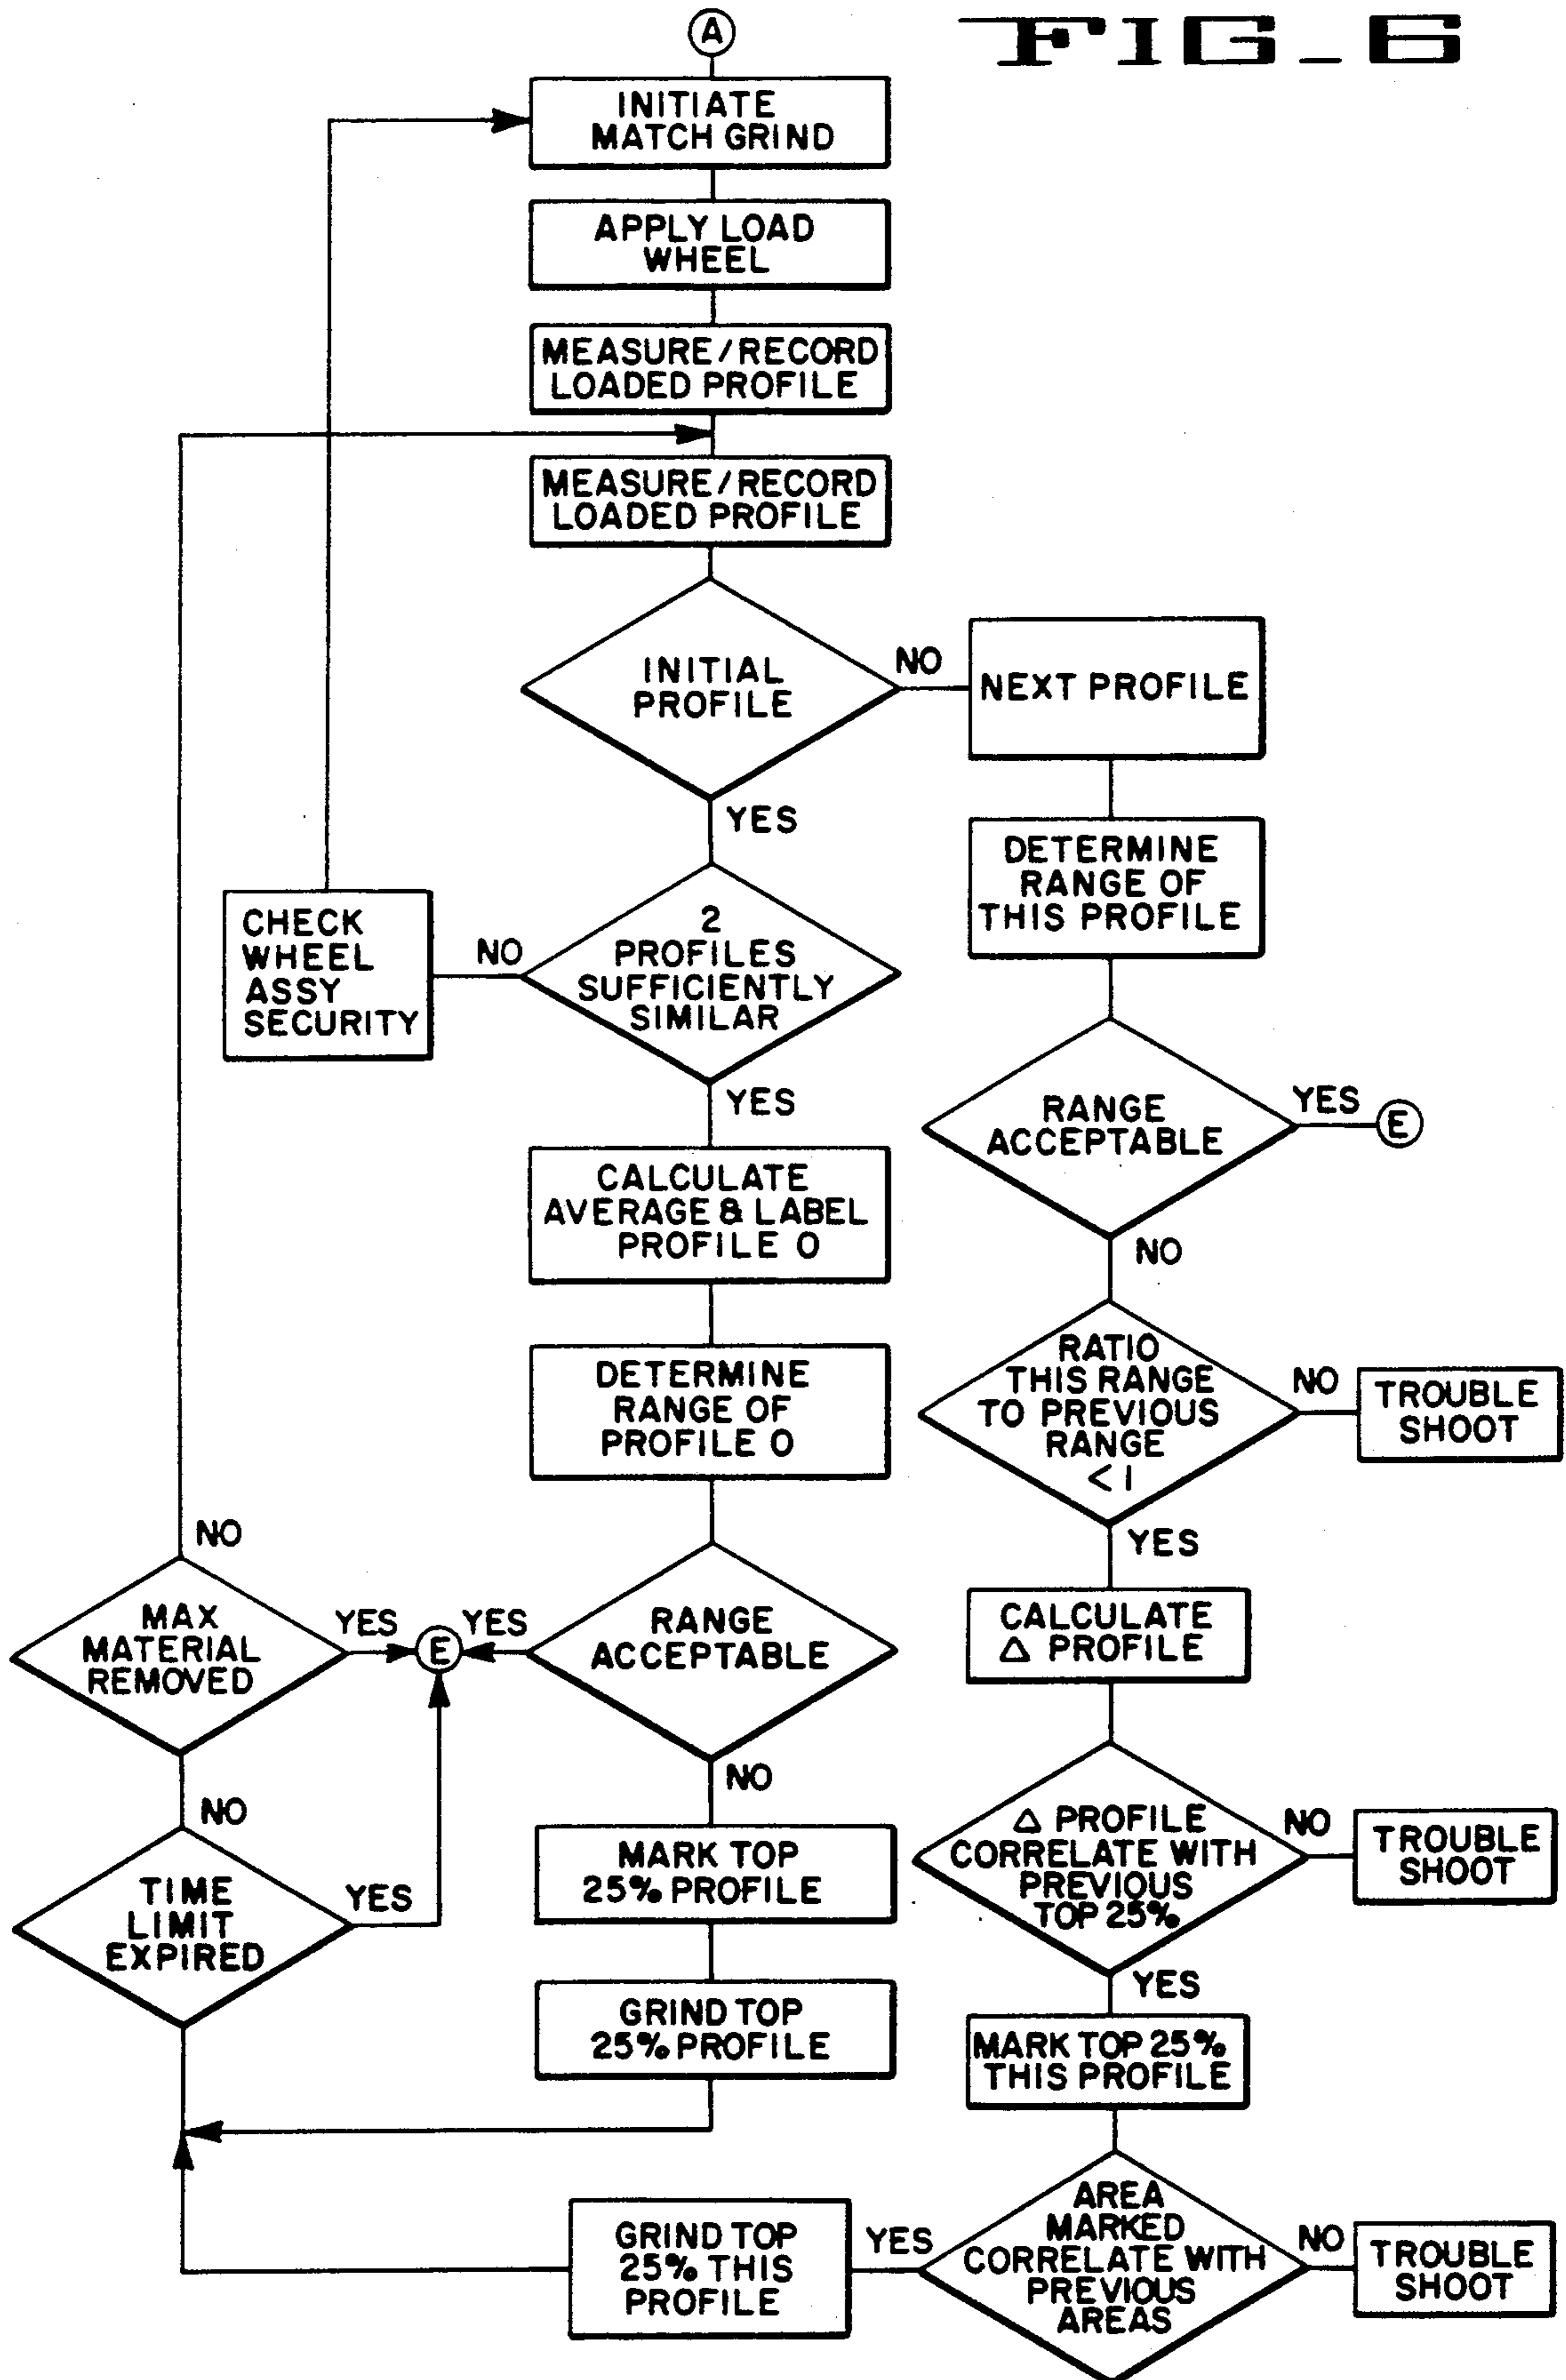 A
FIG_6
INITIATE
MATCH GRIND
APPLY LOAD
WHEEL
MEASURE/RECORD
LOADED PROFILE
MEASURE/RECORD
LOADED PROFILE
INITIAL
PROFILE
NO
NEXT PROFILE
YES
DETERMINE
RANGE OF
THIS PROFILE
CHECK
WHEEL
ASSY
SECURITY
NO
2
PROFILES
SUFFICIENTLY
SIMILAR
YES
RANGE
ACCEPTABLE
YES
E
NO
CALCULATE
AVERAGE & LABEL
PROFILE O
DETERMINE
RANGE OF
PROFILE O
RATIO
THIS RANGE
TO PREVIOUS
RANGE
< 1
NO
TROUBLE
SHOOT
YES
NO
MAX
MATERIAL
REMOVED
YES
E
YES
RANGE
ACCEPTABLE
NO
CALCULATE
Δ PROFILE
NO
TIME
LIMIT
EXPIRED
YES
MARK TOP
25% PROFILE
Δ PROFILE
CORRELATE WITH
PREVIOUS
TOP 25%
NO
TROUBLE
SHOOT
YES
GRIND TOP
25% PROFILE
MARK TOP 25%
THIS PROFILE
GRIND TOP
25% THIS
PROFILE
YES
AREA
MARKED
CORRELATE WITH
PREVIOUS
AREAS
NO
TROUBLE
SHOOT